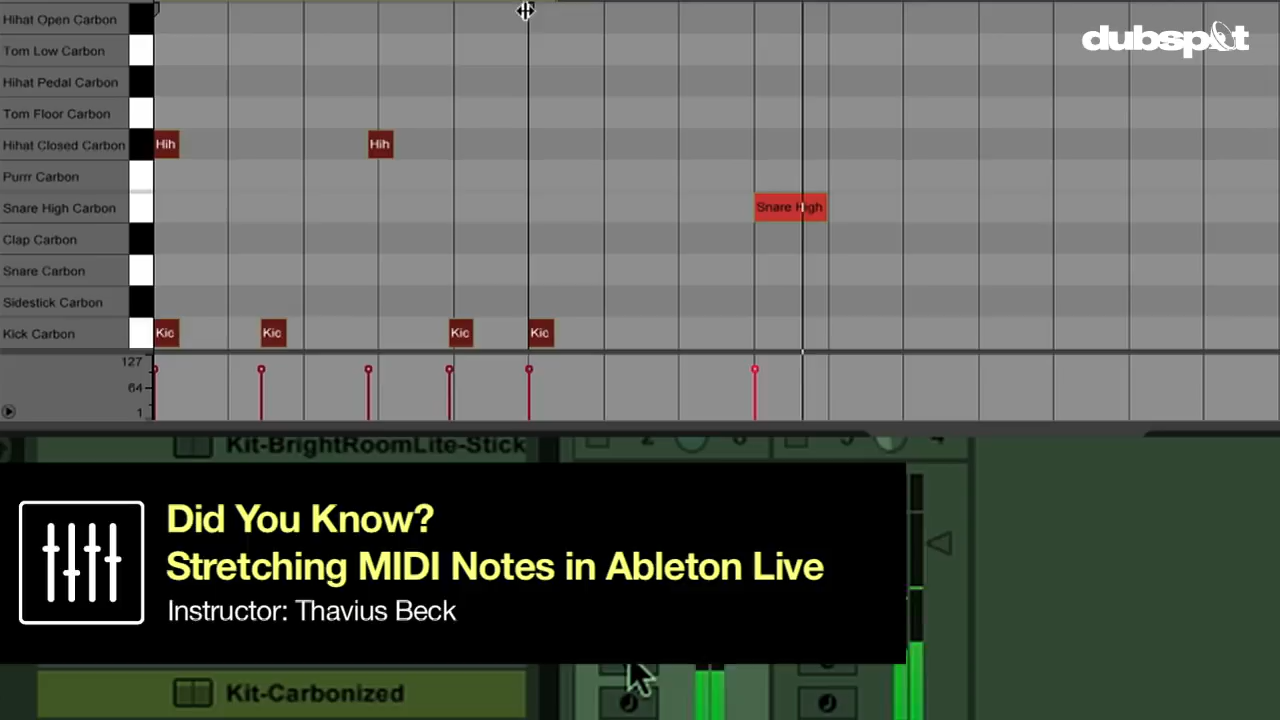 Hihat Open Carbon
dubspot
Tom Low Carbon
Hihat Pedal Carbon
Tom Floor Carbon
Hihat Closed Carbon
Hih
Hih
Purrr Carbon
Snare High Carbon
Snare High
Clap Carbon
Snare Carbon
Sidestick Carbon
Kick Carbon
Kic
Kic
Kic
Kic
127
64
1
Kit-BrightRoomLite-Stick
Did You Know?
Stretching MIDI Notes in Ableton Live
Instructor: Thavius Beck
Kit-Carbonized